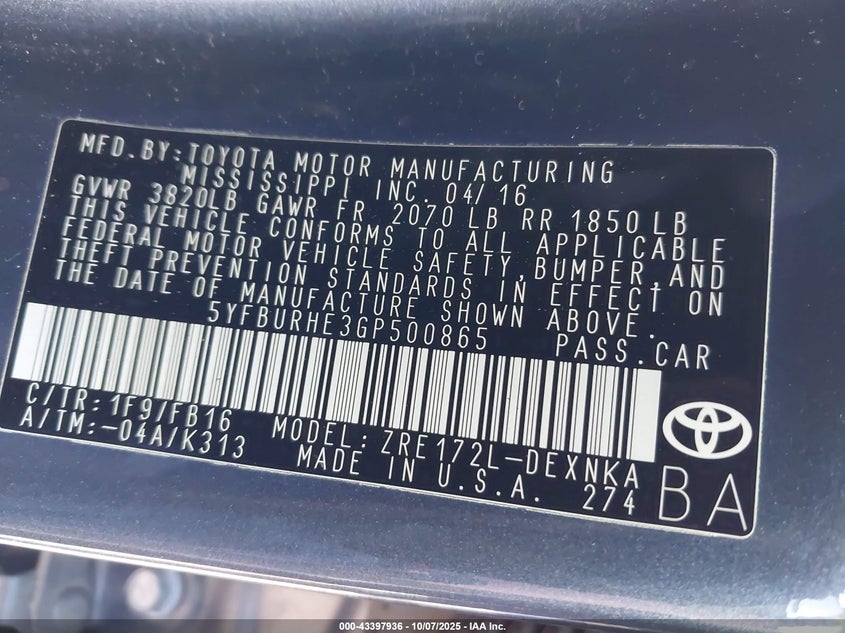 MFD.BY:TOYOTA MOTOR MANUFACTURING
MISSISSIPPI INC. 04/16
GVWR 3820LB GAWR FR 2070 LB RR 1850 LB
THIS VEHICLE CONFORMS TO ALL APPLICABLE
FEDERAL MOTOR VEHICLE SAFETY,BUMPER,AND
THEFT PREVENTION STANDARDS IN EFFECT ON
THE DATE OF MANUFACTURE SHOWN ABOVE.
5YFBURHE3GP500865 PASS.CAR
C/TR:1F9/FB16 MODEL:ZRE172L-DEXNKA
A/TM:-04A/K313 MADE IN U.S.A. 274
BA
000-43397936 - 10/07/2025 - IAA Inc.